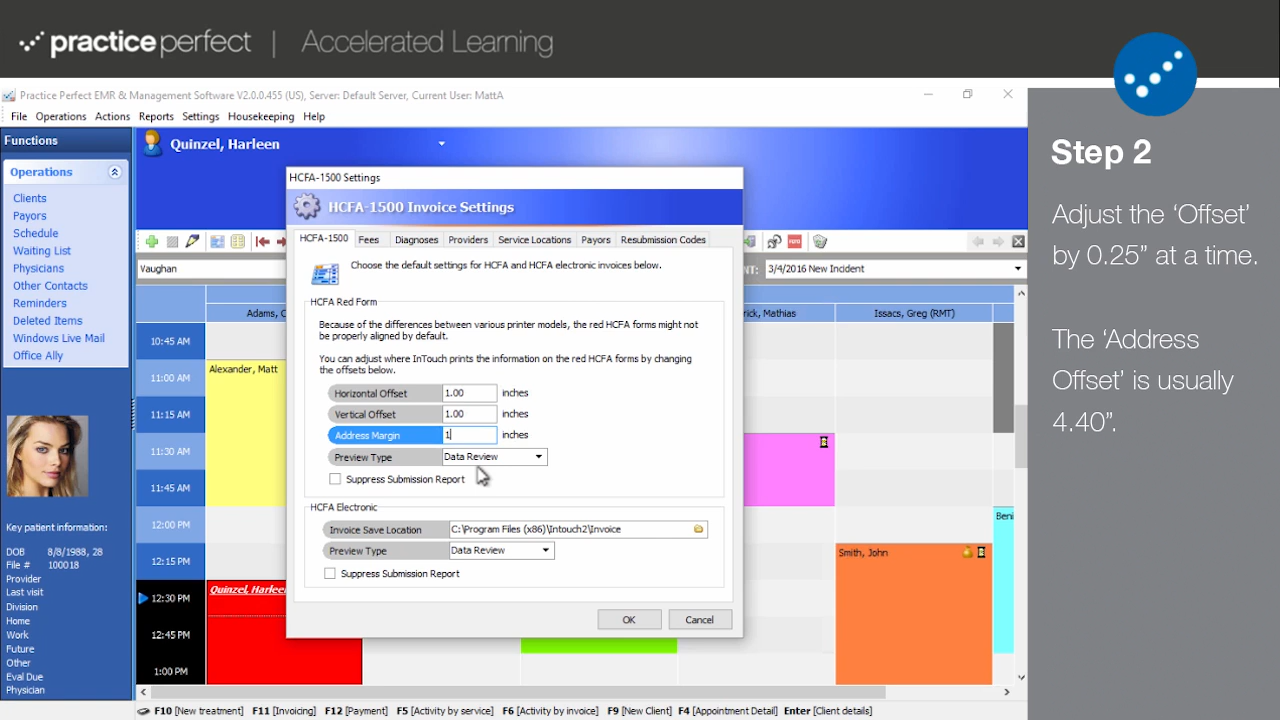 practice perfect | Accelerated Learning
Practice Perfect EMR & Management Software V2.0.0.455 (US), Server: Default Server, Current User: MattA
File Operations Actions Reports Settings Housekeeping Help
Functions
Operations
Clients
Payors
Schedule
Waiting List
Physicians
Other Contacts
Reminders
Deleted Items
Windows Live Mail
Office Ally
Key patient information:
DOB 8/8/1988, 28
File # 100018
Provider
Last visit
Division
Home
Work
Future
Other
Eval Due
Physician
Quinzel, Harleen
Vaughan
NT: 3/4/2016 New Incident
Adams, C
rick, Mathias
Issacs, Greg (RMT)
10:45 AM
11:00 AM
11:15 AM
11:30 AM
11:45 AM
12:00 PM
12:15 PM
12:30 PM
12:45 PM
1:00 PM
Alexander, Matt
Quinzel, Harleen
Smith, John
Beni
HCFA-1500 Settings
HCFA-1500 Invoice Settings
HCFA-1500 Fees Diagnoses Providers Service Locations Payors Resubmission Codes
Choose the default settings for HCFA and HCFA electronic invoices below.
HCFA Red Form
Because of the differences between various printer models, the red HCFA forms might not
be properly aligned by default.
You can adjust where InTouch prints the information on the red HCFA forms by changing
the offsets below.
Horizontal Offset 1.00 inches
Vertical Offset 1.00 inches
Address Margin 1 inches
Preview Type Data Review
Suppress Submission Report
HCFA Electronic
Invoice Save Location C:\Program Files (x86)\Intouch2\Invoice
Preview Type Data Review
Suppress Submission Report
OK Cancel
F10 [New treatment] F11 [Invoicing] F12 [Payment] F5 [Activity by service] F6 [Activity by invoice] F9 [New Client] F4 [Appointment Detail] Enter [Client details]
Step 2
Adjust the ‘Offset’
by 0.25” at a time.
The ‘Address
Offset’ is usually
4.40”.